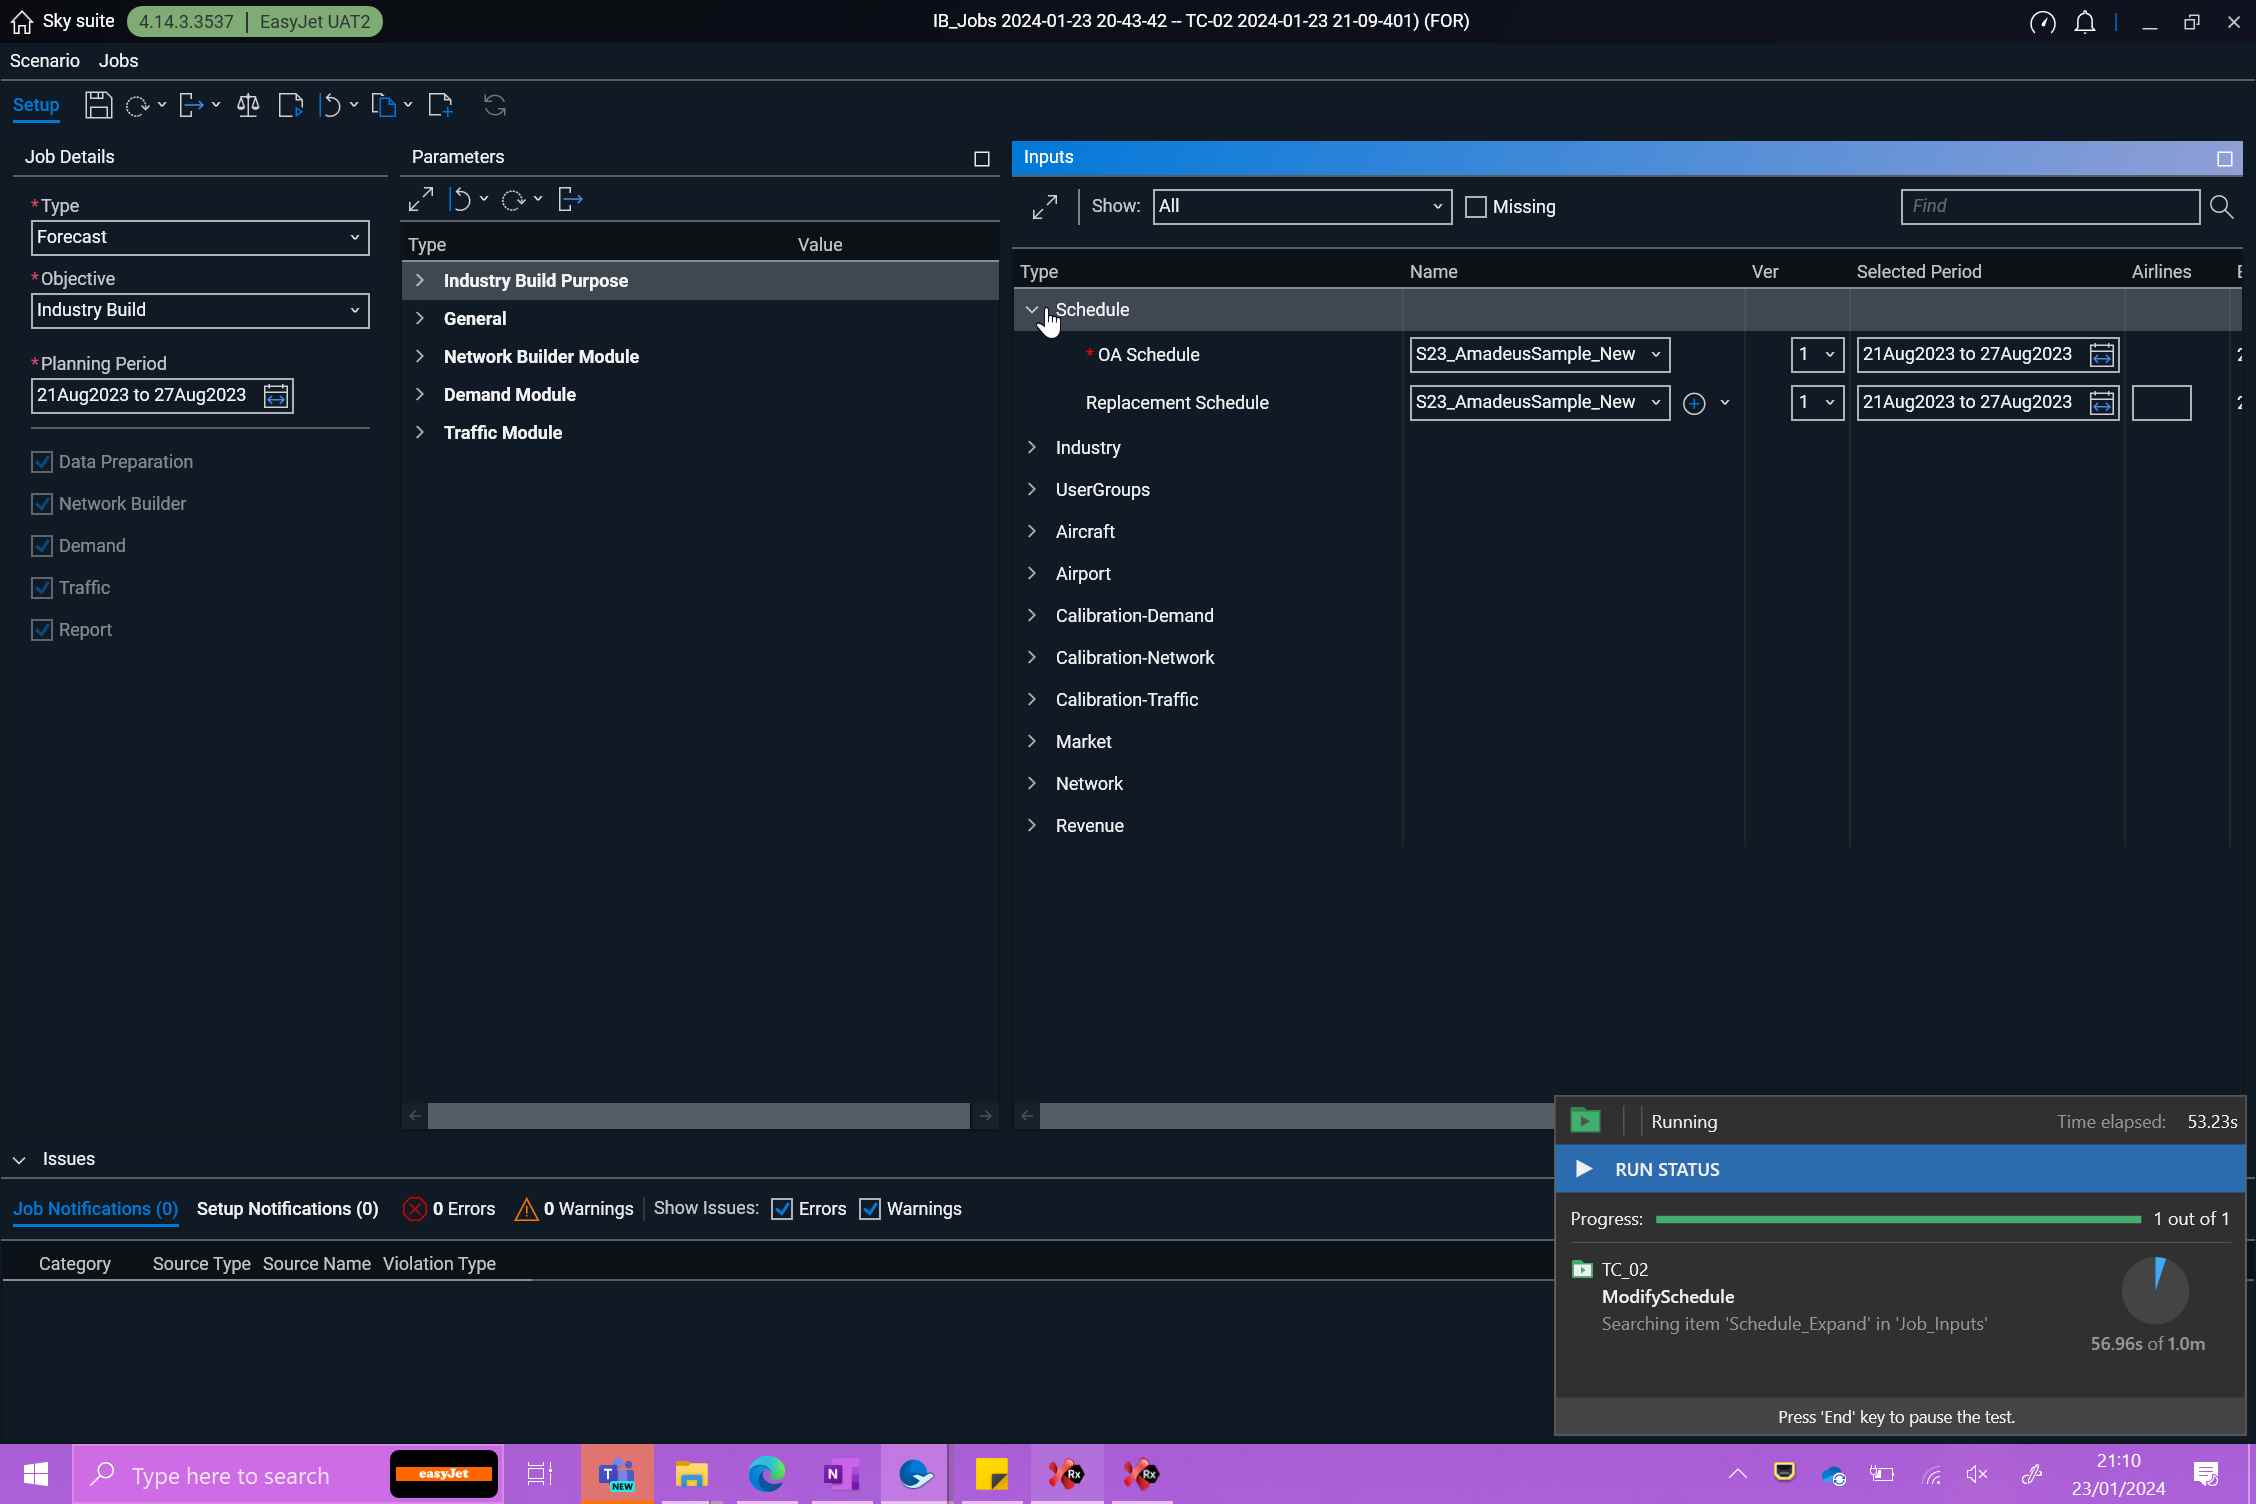 Sky suite 4.14.3.3537 | EasyJet UAT2 IB_Jobs 2024-01-23 20-43-42 -- TC-02 2024-01-23 21-09-401) (FOR)
Scenario Jobs
Setup
Job Details
*Type
Forecast
*Objective
Industry Build
*Planning Period
21Aug2023 to 27Aug2023
Data Preparation
Network Builder
Demand
Traffic
Report
Parameters
Type Value
Industry Build Purpose
General
Network Builder Module
Demand Module
Traffic Module
Inputs
Show: All Missing Find
Type Name Ver Selected Period Airlines
Schedule
* OA Schedule S23_AmadeusSample_New 1 21Aug2023 to 27Aug2023
Replacement Schedule S23_AmadeusSample_New 1 21Aug2023 to 27Aug2023
Industry
UserGroups
Aircraft
Airport
Calibration-Demand
Calibration-Network
Calibration-Traffic
Market
Network
Revenue
Issues
Job Notifications (0) Setup Notifications (0) 0 Errors 0 Warnings Show Issues: Errors Warnings
Category Source Type Source Name Violation Type
Running Time elapsed: 53.23s
RUN STATUS
Progress: 1 out of 1
TC_02
ModifySchedule
Searching item 'Schedule_Expand' in 'Job_Inputs'
56.96s of 1.0m
Press 'End' key to pause the test.
Type here to search easyJet T NEW N Rx Rx 21:10
23/01/2024